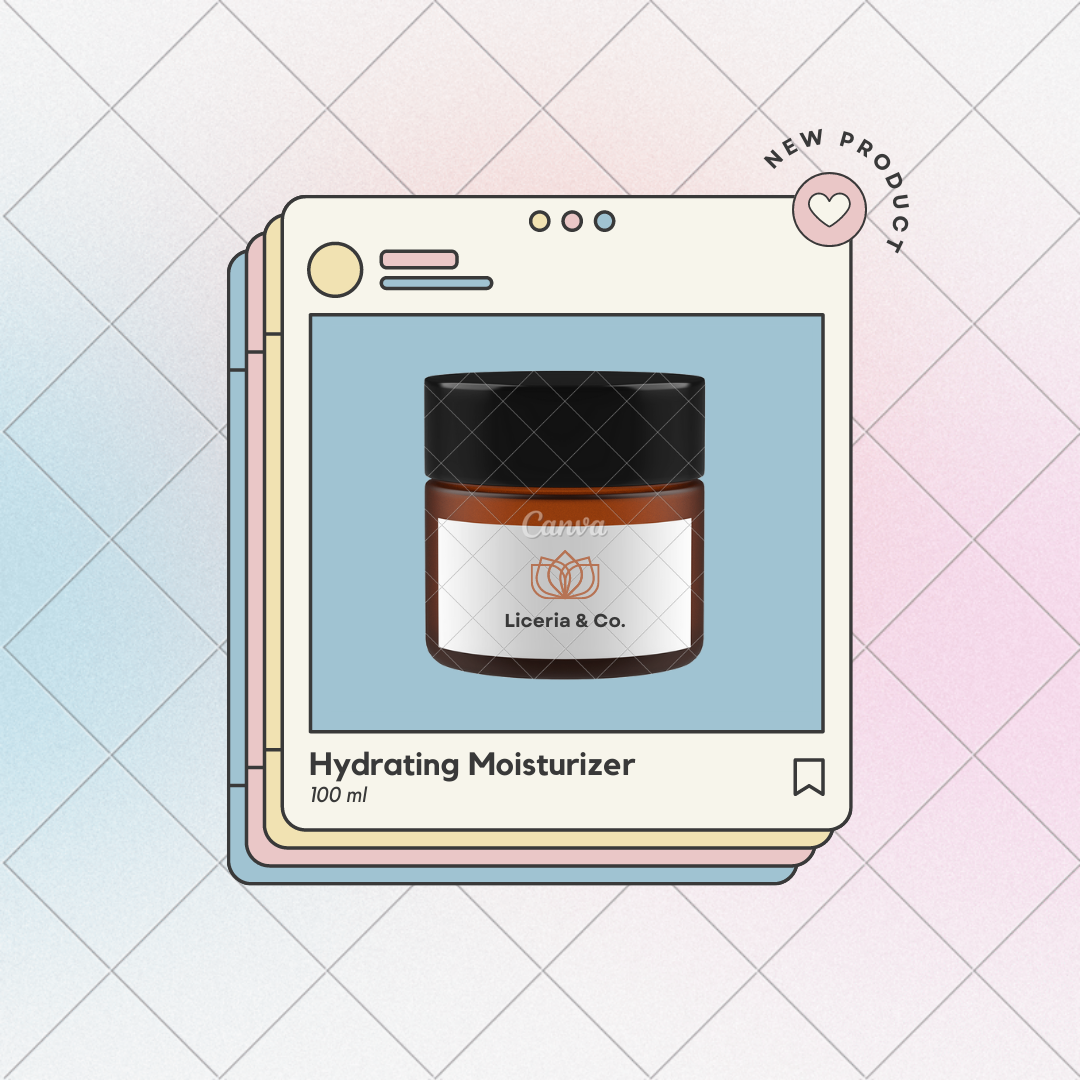 NEW PRODUCT
Canva
Liceria & Co.
Hydrating Moisturizer
100 ml